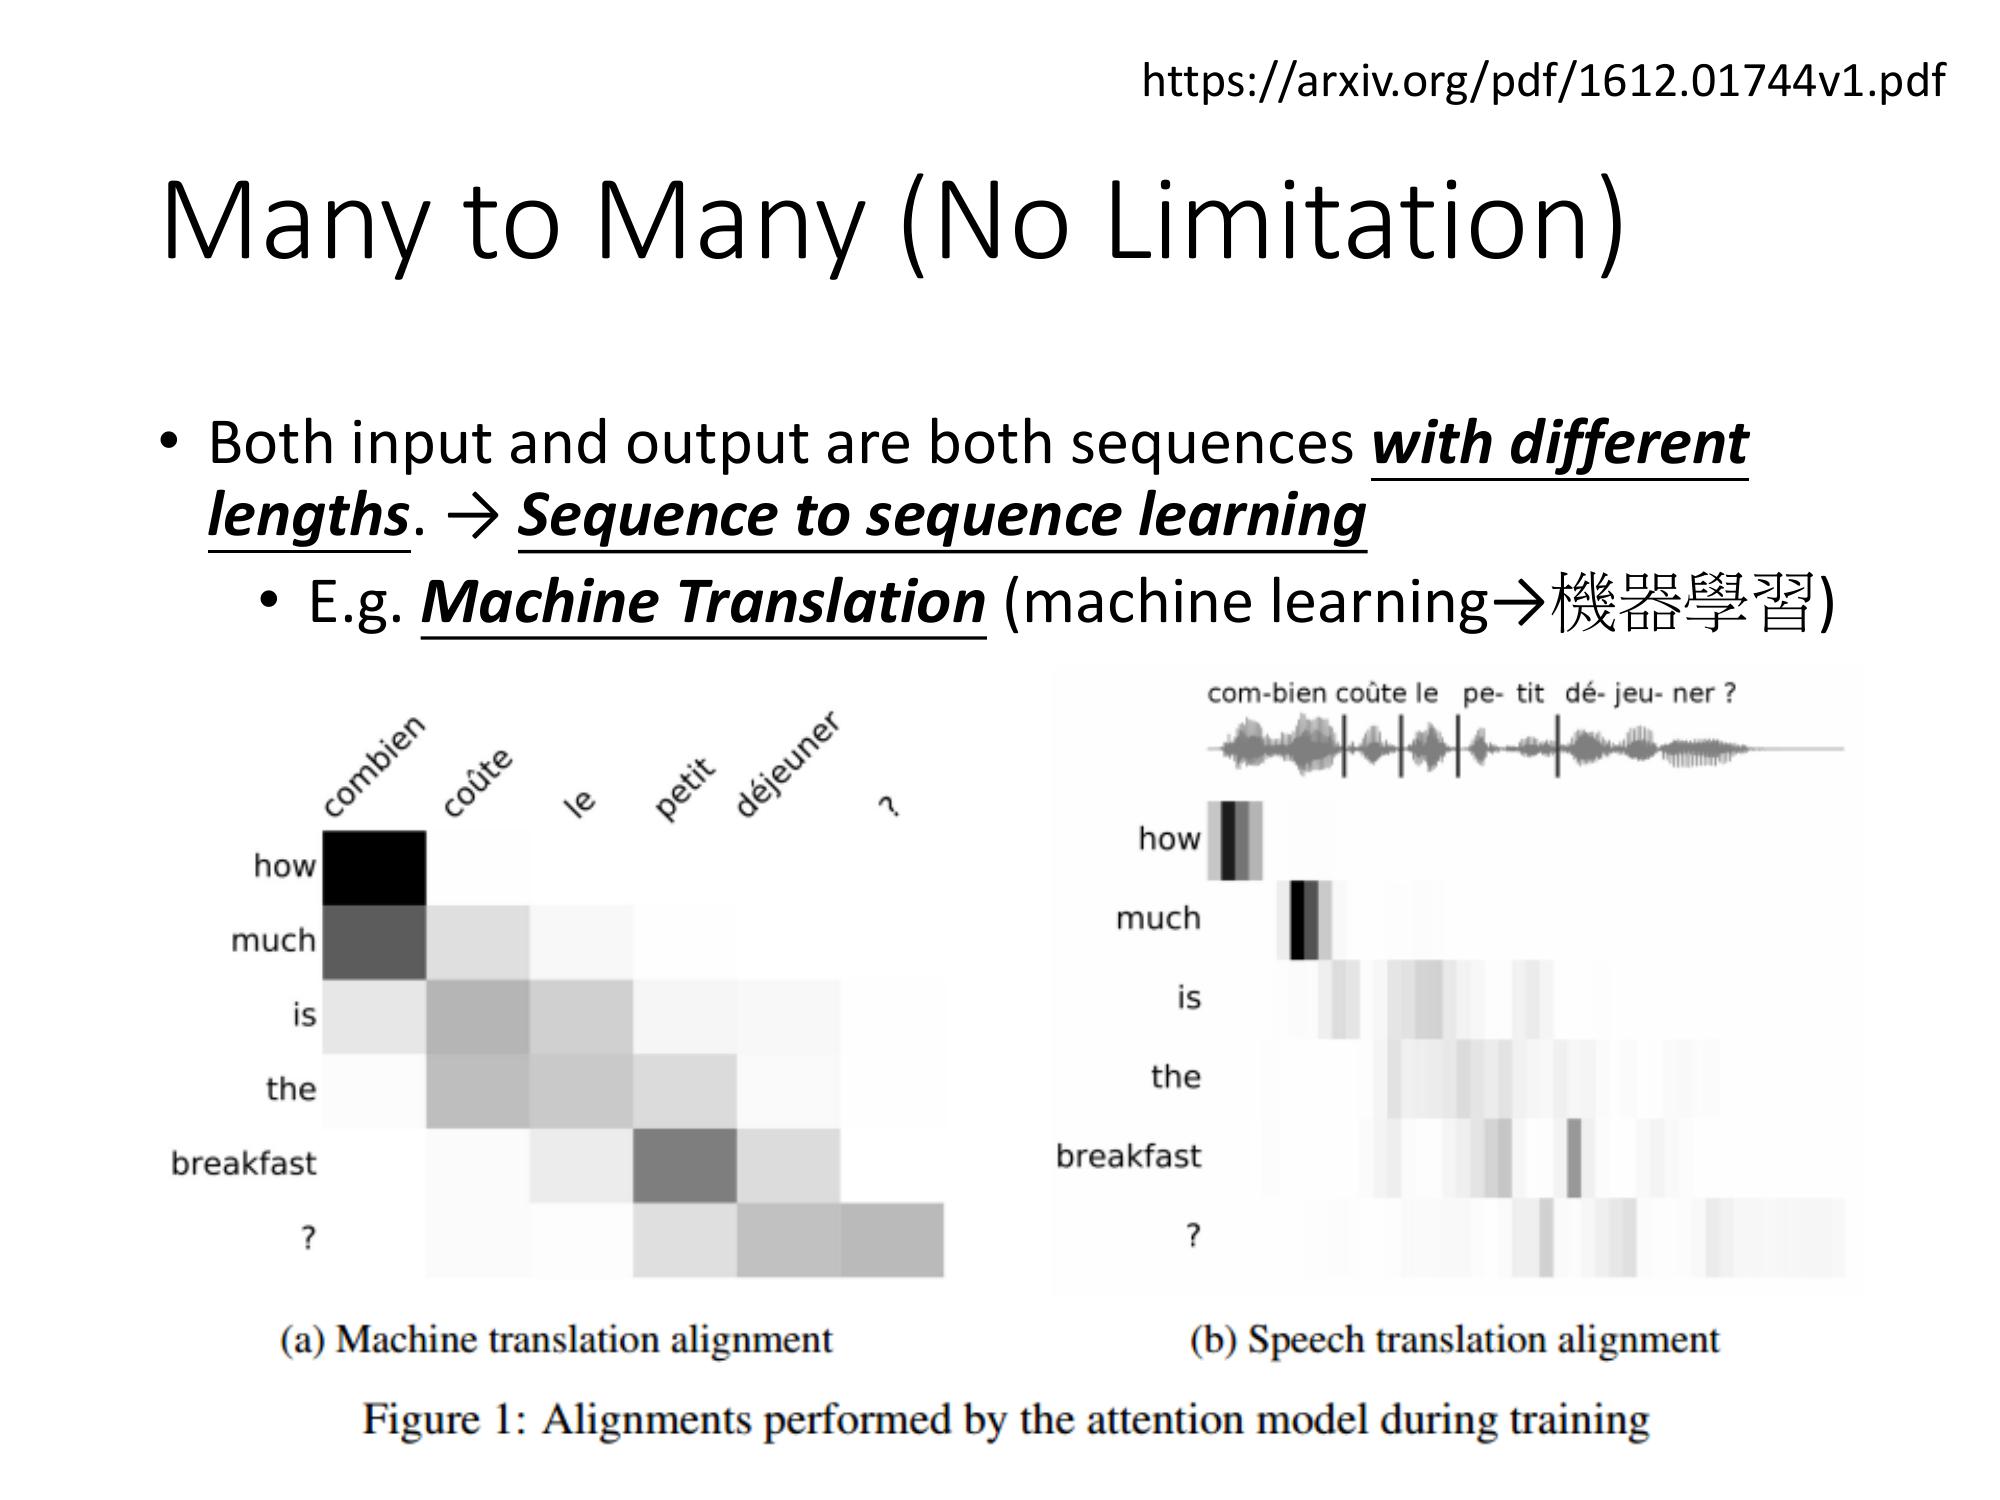 https://arxiv.org/pdf/1612.01744v1.pdf
Many to Many (No Limitation)
• Both input and output are both sequences with different
lengths. → Sequence to sequence learning
• E.g. Machine Translation (machine learning→機器學習)
combien coûte le petit déjeuner ?
how
much
is
the
breakfast
?
(a) Machine translation alignment
com-bien coûte le pe- tit dé- jeu- ner ?
how
much
is
the
breakfast
?
(b) Speech translation alignment
Figure 1: Alignments performed by the attention model during training